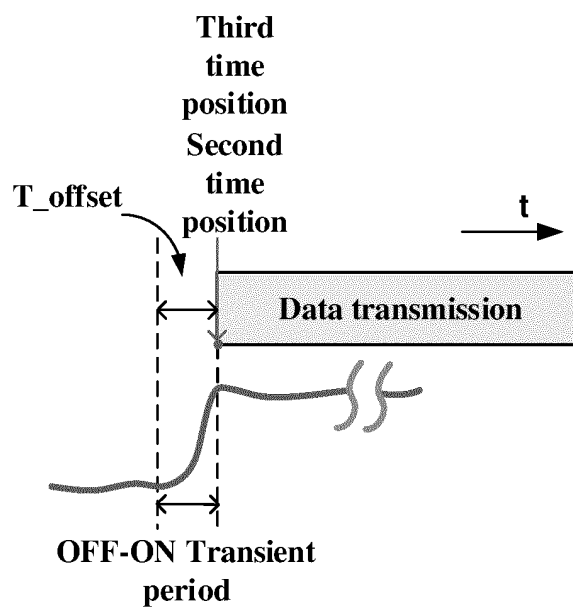 Third
time
position
Second
time
position
T_offset
t
Data transmission
OFF-ON Transient
period